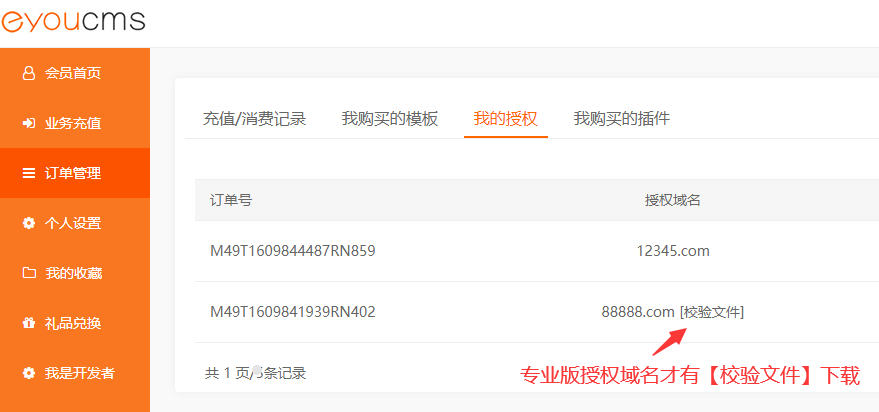 eyoucms
会员首页
业务充值
订单管理
个人设置
我的收藏
礼品兑换
我是开发者
充值/消费记录 我购买的模板 我的授权 我购买的插件
订单号 授权域名
M49T1609844487RN859 12345.com
M49T1609841939RN402 88888.com [校验文件]
共 1 页/条记录
专业版授权域名才有【校验文件】下载